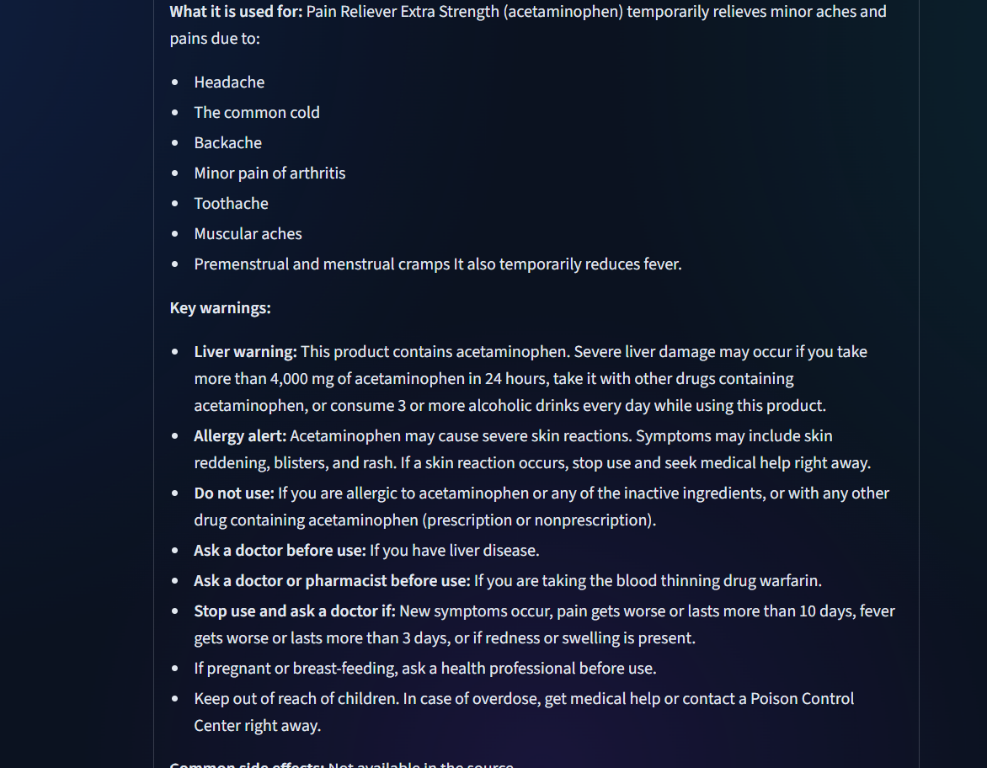 What it is used for: Pain Reliever Extra Strength (acetaminophen) temporarily relieves minor aches and
pains due to:
• Headache
• The common cold
• Backache
• Minor pain of arthritis
• Toothache
• Muscular aches
• Premenstrual and menstrual cramps It also temporarily reduces fever.
Key warnings:
• Liver warning: This product contains acetaminophen. Severe liver damage may occur if you take
more than 4,000 mg of acetaminophen in 24 hours, take it with other drugs containing
acetaminophen, or consume 3 or more alcoholic drinks every day while using this product.
• Allergy alert: Acetaminophen may cause severe skin reactions. Symptoms may include skin
reddening, blisters, and rash. If a skin reaction occurs, stop use and seek medical help right away.
• Do not use: If you are allergic to acetaminophen or any of the inactive ingredients, or with any other
drug containing acetaminophen (prescription or nonprescription).
• Ask a doctor before use: If you have liver disease.
• Ask a doctor or pharmacist before use: If you are taking the blood thinning drug warfarin.
• Stop use and ask a doctor if: New symptoms occur, pain gets worse or lasts more than 10 days, fever
gets worse or lasts more than 3 days, or if redness or swelling is present.
• If pregnant or breast-feeding, ask a health professional before use.
• Keep out of reach of children. In case of overdose, get medical help or contact a Poison Control
Center right away.
Common side effects: Not available in the source.